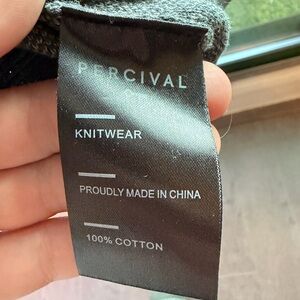 PERCIVAL
KNITWEAR
PROUDLY MADE IN CHINA
100% COTTON